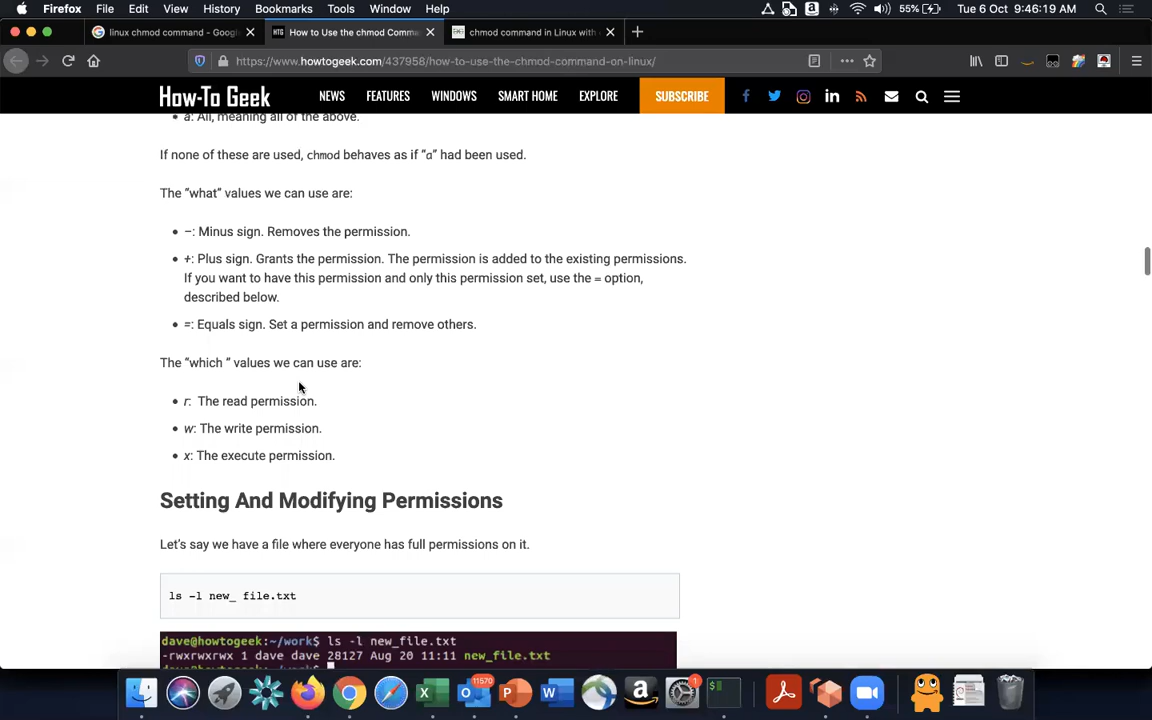 Firefox File Edit View History Bookmarks Tools Window Help 55% Tue 6 Oct 9:46:19 AM
linux chmod command - Googl HTG How to Use the chmod Comma chmod command in Linux with
https://www.howtogeek.com/437958/how-to-use-the-chmod-command-on-linux/
How-To Geek NEWS FEATURES WINDOWS SMART HOME EXPLORE SUBSCRIBE
• a: All, meaning all of the above.
If none of these are used, chmod behaves as if “a” had been used.
The “what” values we can use are:
• –: Minus sign. Removes the permission.
• +: Plus sign. Grants the permission. The permission is added to the existing permissions.
If you want to have this permission and only this permission set, use the = option,
described below.
• =: Equals sign. Set a permission and remove others.
The “which ” values we can use are:
• r: The read permission.
• w: The write permission.
• x: The execute permission.
Setting And Modifying Permissions
Let’s say we have a file where everyone has full permissions on it.
ls -l new_ file.txt
dave@howtogeek:~/work$ ls -l new_file.txt
-rwxrwxrwx 1 dave dave 28127 Aug 20 11:11 new_file.txt
dave@howtogeek:~/work$
11570 1